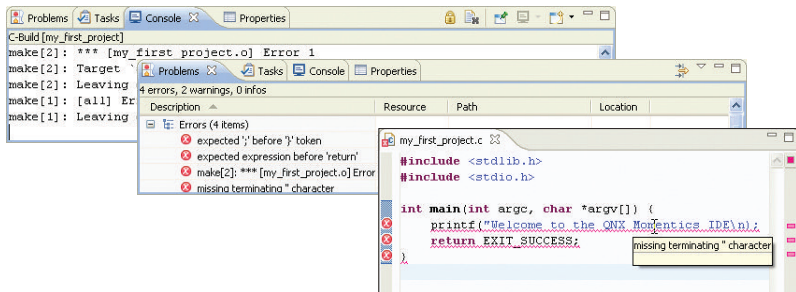 Problems Tasks Console Properties
C-Build [my_first_project]
make[2]: *** [my_first_project.o] Error 1
make[2]: Target `
make[2]: Leaving
make[1]: [all] Er
make[1]: Leaving
Problems Tasks Console Properties
4 errors, 2 warnings, 0 infos
Description Resource Path Location
Errors (4 items)
expected ';' before '}' token
expected expression before 'return'
make[2]: *** [my_first_project.o] Error
missing terminating " character
my_first_project.c
#include <stdlib.h>
#include <stdio.h>
int main(int argc, char *argv[]) {
printf("Welcome to the QNX Momentics IDE\n);
return EXIT_SUCCESS;
}
missing terminating " character